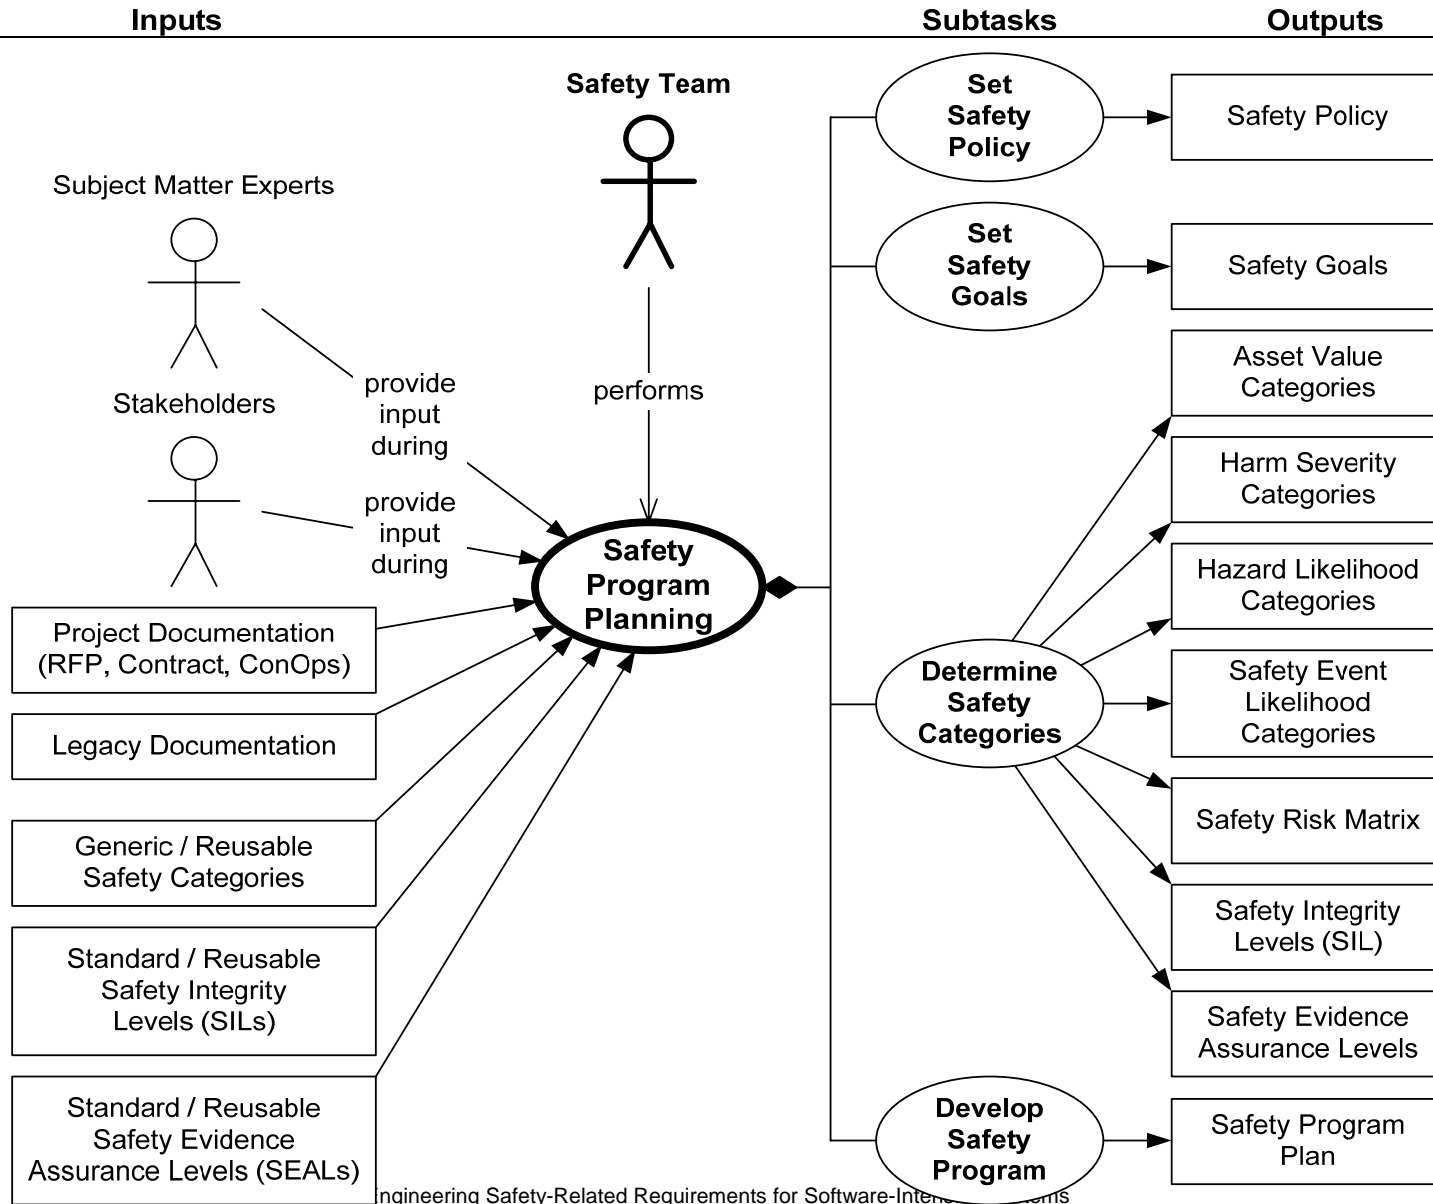 Inputs
Subtasks
Outputs
Safety Team
Subject Matter Experts
Stakeholders
provide
input
during
provide
input
during
performs
Safety
Program
Planning
Project Documentation
(RFP, Contract, ConOps)
Legacy Documentation
Generic / Reusable
Safety Categories
Standard / Reusable
Safety Integrity
Levels (SILs)
Standard / Reusable
Safety Evidence
Assurance Levels (SEALs)
Set
Safety
Policy
Set
Safety
Goals
Determine
Safety
Categories
Develop
Safety
Program
Safety Policy
Safety Goals
Asset Value
Categories
Harm Severity
Categories
Hazard Likelihood
Categories
Safety Event
Likelihood
Categories
Safety Risk Matrix
Safety Integrity
Levels (SIL)
Safety Evidence
Assurance Levels
Safety Program
Plan
Safety-Related Requirements for